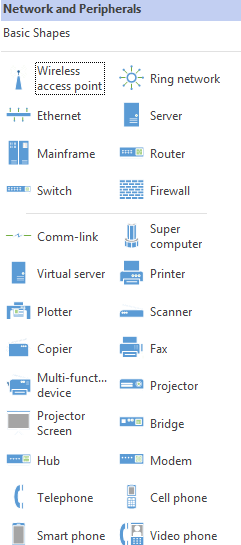 Network and Peripherals
Basic Shapes
Wireless
access point
Ring network
Ethernet
Server
Mainframe
Router
Switch
Firewall
Comm-link
Super
computer
Virtual server
Printer
Plotter
Scanner
Copier
Fax
Multi-funct...
device
Projector
Projector
Screen
Bridge
Hub
Modem
Telephone
Cell phone
Smart phone
Video phone